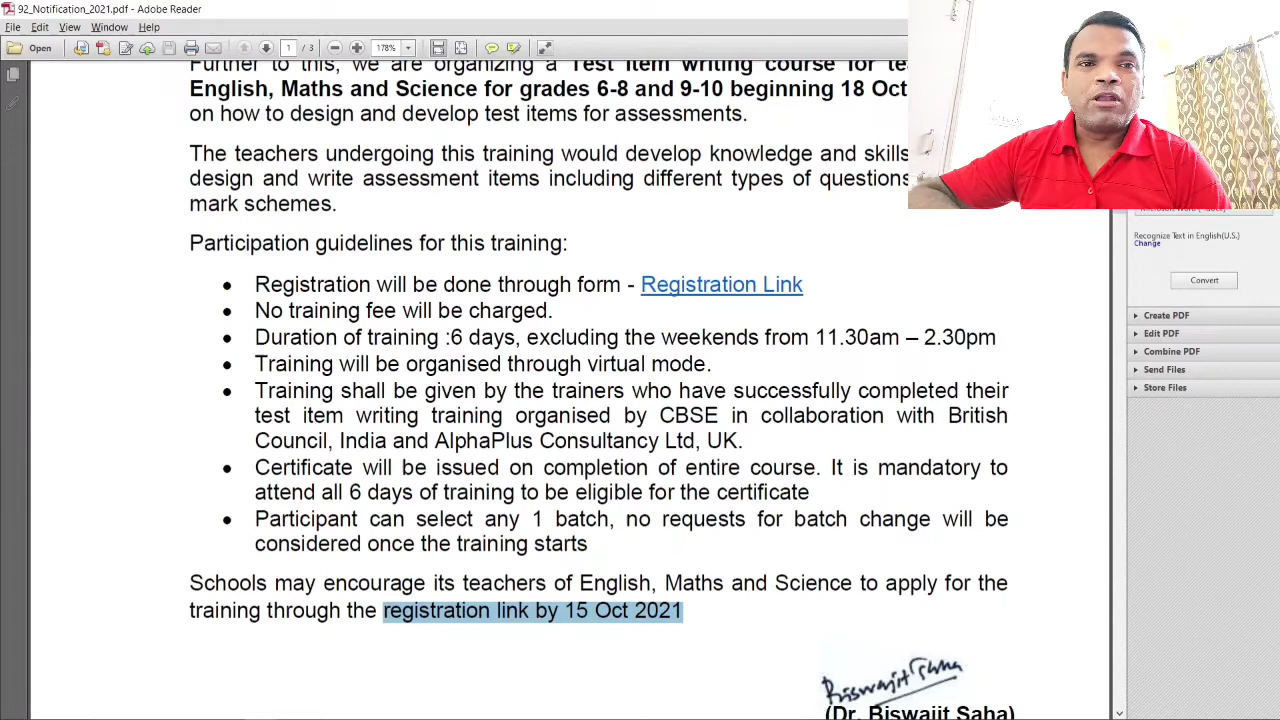 92_Notification_2021.pdf - Adobe Reader
File Edit View Window Help
Open 1 / 3 178%
Further to this, we are organizing a Test item writing course for
English, Maths and Science for grades 6-8 and 9-10 beginning 18 Oct
on how to design and develop test items for assessments.
The teachers undergoing this training would develop knowledge and skills
design and write assessment items including different types of questions
mark schemes.
Participation guidelines for this training:
• Registration will be done through form - Registration Link
• No training fee will be charged.
• Duration of training :6 days, excluding the weekends from 11.30am – 2.30pm
• Training will be organised through virtual mode.
• Training shall be given by the trainers who have successfully completed their
test item writing training organised by CBSE in collaboration with British
Council, India and AlphaPlus Consultancy Ltd, UK.
• Certificate will be issued on completion of entire course. It is mandatory to
attend all 6 days of training to be eligible for the certificate
• Participant can select any 1 batch, no requests for batch change will be
considered once the training starts
Schools may encourage its teachers of English, Maths and Science to apply for the
training through the registration link by 15 Oct 2021
Biswajit Saha
(Dr. Biswajit Saha)
Recognize Text in English(U.S.)
Change
Convert
Create PDF
Edit PDF
Combine PDF
Send Files
Store Files